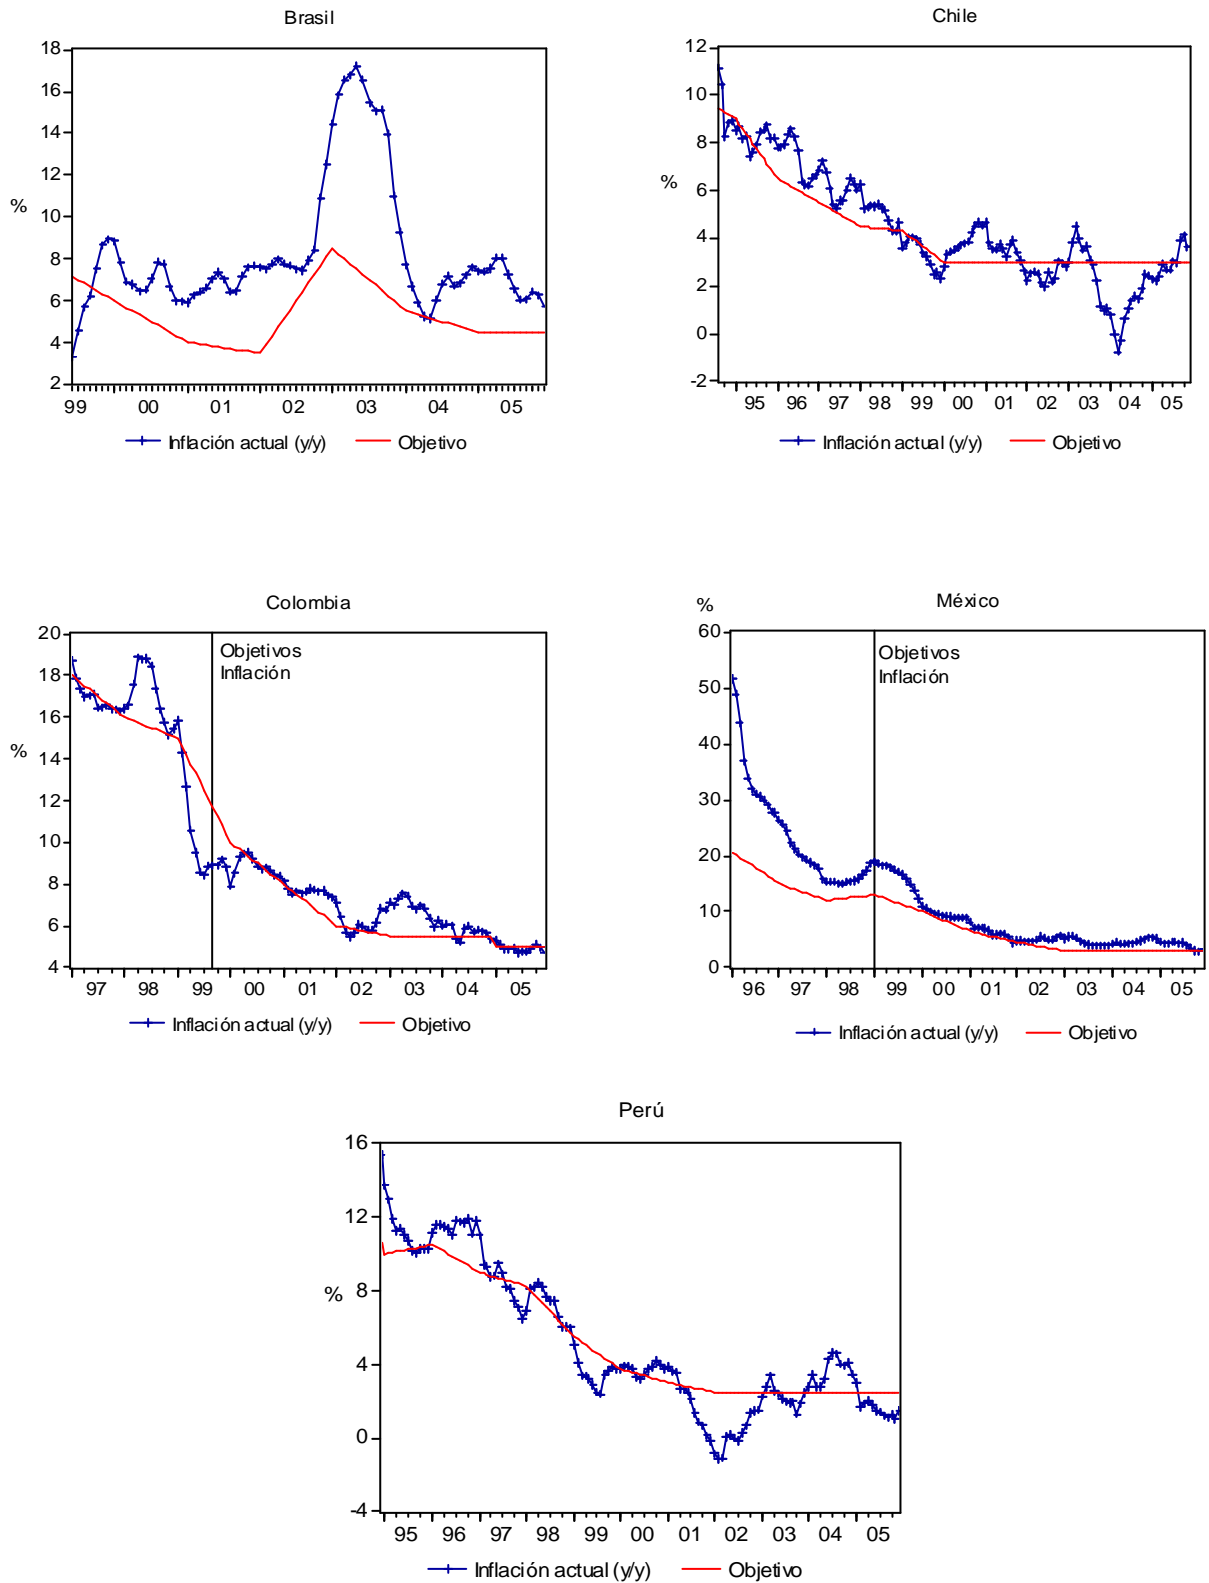 Brasil
18
16
14
12
%
10
8
6
4
2
99 00 01 02 03 04 05
Inflación actual (y/y) Objetivo
Chile
12
10
8
6
%
4
2
0
-2
95 96 97 98 99 00 01 02 03 04 05
Inflación actual (y/y) Objetivo
Colombia
20
18
16
%
14
12
10
8
6
4
Objetivos
Inflación
97 98 99 00 01 02 03 04 05
Inflación actual (y/y) Objetivo
México
%
60
50
40
30
20
10
0
Objetivos
Inflación
96 97 98 99 00 01 02 03 04 05
Inflación actual (y/y) Objetivo
Perú
16
12
8
%
4
0
-4
95 96 97 98 99 00 01 02 03 04 05
Inflación actual (y/y) Objetivo